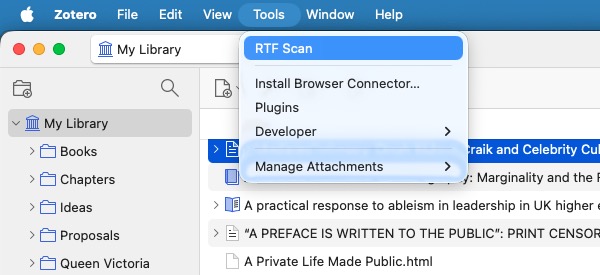 Zotero File Edit View Tools Window Help
My Library
RTF Scan
Install Browser Connector...
Plugins
Developer
Manage Attachments
My Library
Books
Chapters
Ideas
Proposals
Queen Victoria
Craik and Celebrity Cul
Marginality and the P
A practical response to ableism in leadership in UK higher e
“A PREFACE IS WRITTEN TO THE PUBLIC”: PRINT CENSOR
A Private Life Made Public.html